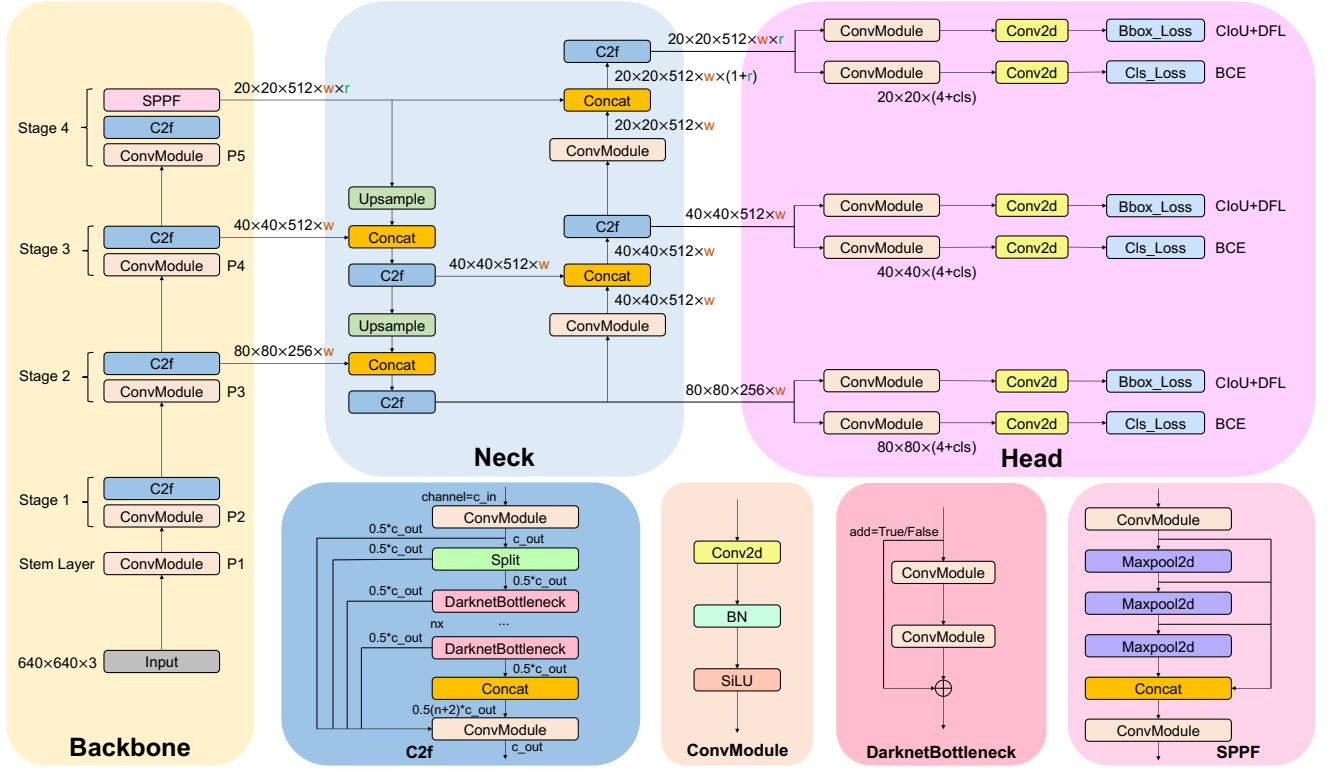 SPPF
C2f
ConvModule
Stage 4
P5
20×20×512×w×r
C2f
ConvModule
Stage 3
P4
40×40×512×w
C2f
ConvModule
Stage 2
P3
80×80×256×w
C2f
ConvModule
Stage 1
P2
Stem Layer
ConvModule
P1
640×640×3
Input
Backbone
Upsample
Concat
C2f
40×40×512×w
Upsample
Concat
C2f
C2f
20×20×512×w×r
20×20×512×w×(1+r)
Concat
20×20×512×w
ConvModule
C2f
40×40×512×w
40×40×512×w
Concat
40×40×512×w
ConvModule
80×80×256×w
Neck
ConvModule
Conv2d
Bbox_Loss
CIoU+DFL
ConvModule
Conv2d
Cls_Loss
BCE
20×20×(4+cls)
ConvModule
Conv2d
Bbox_Loss
CIoU+DFL
ConvModule
Conv2d
Cls_Loss
BCE
40×40×(4+cls)
ConvModule
Conv2d
Bbox_Loss
CIoU+DFL
ConvModule
Conv2d
Cls_Loss
BCE
80×80×(4+cls)
Head
channel=c_in
ConvModule
0.5*c_out
c_out
0.5*c_out
Split
0.5*c_out
0.5*c_out
DarknetBottleneck
nx
...
0.5*c_out
DarknetBottleneck
0.5*c_out
Concat
0.5(n+2)*c_out
ConvModule
C2f
c_out
Conv2d
BN
SiLU
ConvModule
add=True/False
ConvModule
ConvModule
DarknetBottleneck
ConvModule
Maxpool2d
Maxpool2d
Maxpool2d
Concat
ConvModule
SPPF